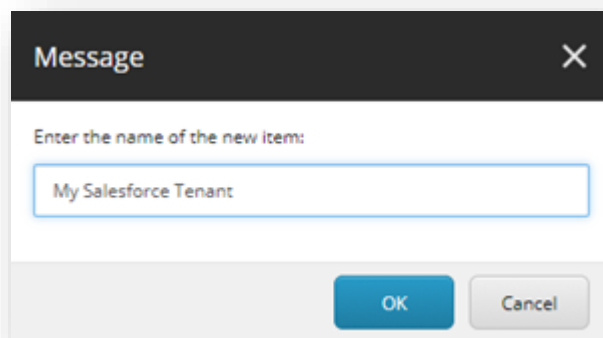 Message
Enter the name of the new item:
My Salesforce Tenant
OK Cancel